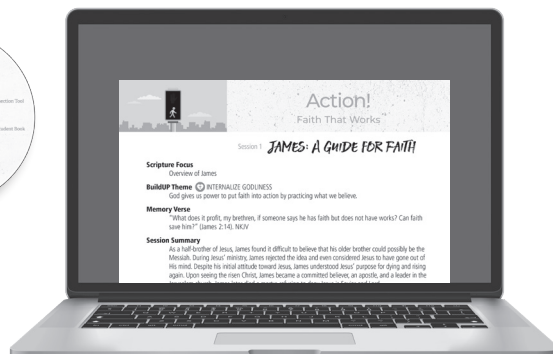 ection Tool
udent Book
Action!
Faith That Works
Session 1 JAMES: A GUIDE FOR FAITH
Scripture Focus
Overview of James
BuildUP Theme INTERNALIZE GODLINESS
God gives us power to put faith into action by practicing what we believe.
Memory Verse
“What does it profit, my brethren, if someone says he has faith but does not have works? Can faith
save him?” (James 2:14). NKJV
Session Summary
As a half-brother of Jesus, James found it difficult to believe that his older brother could possibly be the
Messiah. During Jesus’ ministry, James rejected the idea and even considered Jesus to have gone out of
His mind. Despite his initial attitude toward Jesus, James understood Jesus’ purpose for dying and rising
again. Upon seeing the risen Christ, James became a committed believer, an apostle, and a leader in the